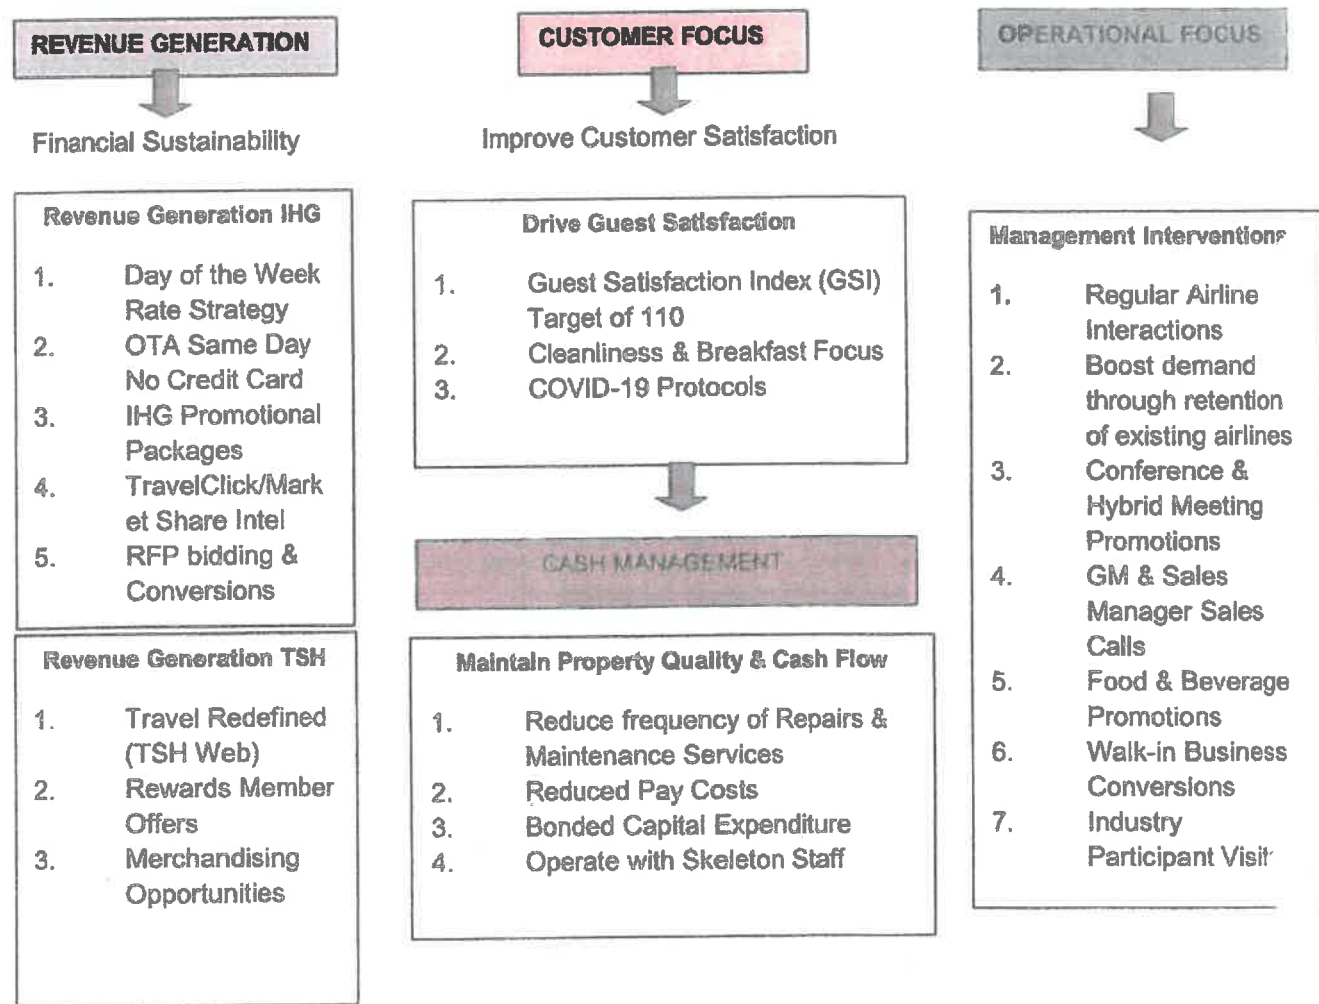 REVENUE GENERATION
Financial Sustainability
Revenue Generation IHG
1. Day of the Week
Rate Strategy
2. OTA Same Day
No Credit Card
3. IHG Promotional
Packages
4. TravelClick/Mark
et Share Intel
5. RFP bidding &
Conversions
Revenue Generation TSH
1. Travel Redefined
(TSH Web)
2. Rewards Member
Offers
3. Merchandising
Opportunities
CUSTOMER FOCUS
Improve Customer Satisfaction
Drive Guest Satisfaction
1. Guest Satisfaction Index (GSI)
Target of 110
2. Cleanliness & Breakfast Focus
3. COVID-19 Protocols
CASH MANAGEMENT
Maintain Property Quality & Cash Flow
1. Reduce frequency of Repairs &
Maintenance Services
2. Reduced Pay Costs
3. Bonded Capital Expenditure
4. Operate with Skeleton Staff
OPERATIONAL FOCUS
Management Interventions
1. Regular Airline
Interactions
2. Boost demand
through retention
of existing airlines
3. Conference &
Hybrid Meeting
Promotions
4. GM & Sales
Manager Sales
Calls
5. Food & Beverage
Promotions
6. Walk-in Business
Conversions
7. Industry
Participant Visit